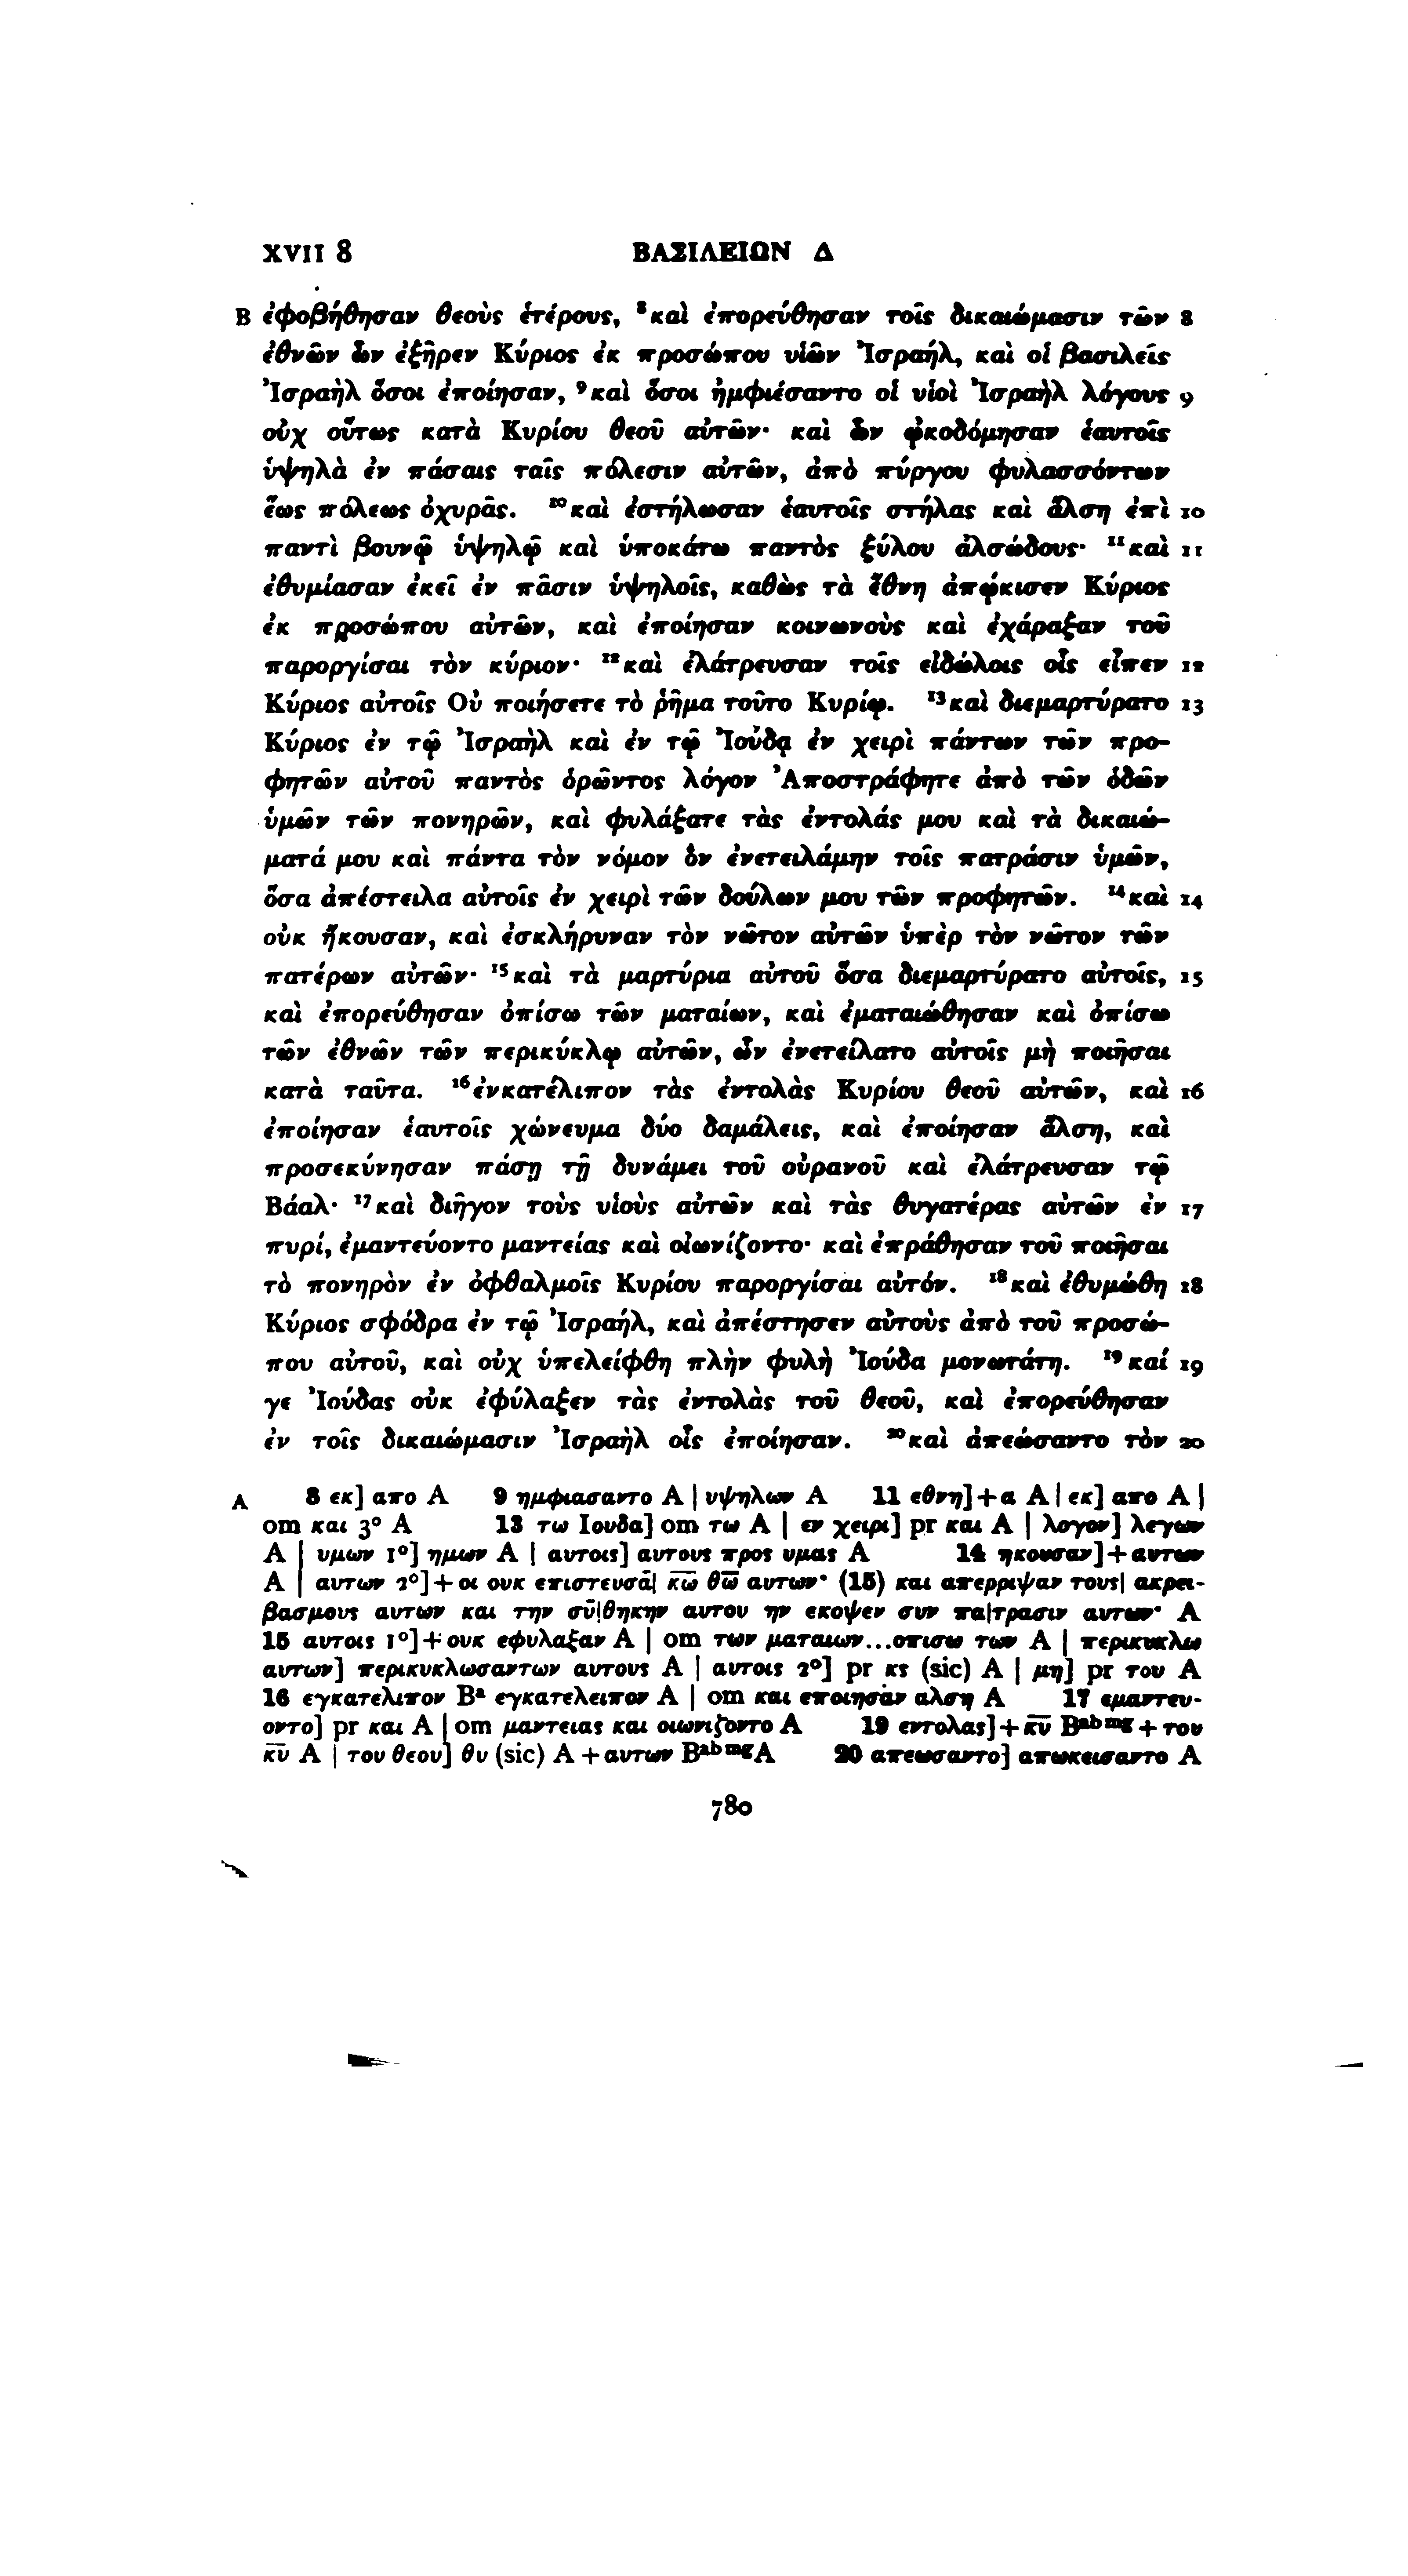 XVII 8 ΒΑΣΙΛΕΙΩΝ Δ
B ἐφοβήθησαν θεοὺς ἑτέρους, ⁸καὶ ἐπορεύθησαν τοῖς δικαιώμασιν τῶν 8
ἐθνῶν ὧν ἐξῆρεν Κύριος ἐκ προσώπου υἱῶν Ἰσραήλ, καὶ οἱ βασιλεῖς
Ἰσραὴλ ὅσοι ἐποίησαν, ⁹καὶ ὅσοι ἠμφιέσαντο οἱ υἱοὶ Ἰσραὴλ λόγους 9
οὐχ οὕτως κατὰ Κυρίου θεοῦ αὐτῶν· καὶ ὧν ᾠκοδόμησαν ἑαυτοῖς
ὑψηλὰ ἐν πάσαις ταῖς πόλεσιν αὐτῶν, ἀπὸ πύργου φυλασσόντων
ἕως πόλεως ὀχυρᾶς. ¹⁰καὶ ἐστήλωσαν ἑαυτοῖς στήλας καὶ ἄλση ἐπὶ 10
παντὶ βουνῷ ὑψηλῷ καὶ ὑποκάτω παντὸς ξύλου ἀλσώδους· ¹¹καὶ 11
ἐθυμίασαν ἐκεῖ ἐν πᾶσιν ὑψηλοῖς, καθὼς τὰ ἔθνη ἀπῴκισεν Κύριος
ἐκ προσώπου αὐτῶν, καὶ ἐποίησαν κοινωνοὺς καὶ ἐχάραξαν τοῦ
παροργίσαι τὸν κύριον· ¹²καὶ ἐλάτρευσαν τοῖς εἰδώλοις οἷς εἶπεν 12
Κύριος αὐτοῖς Οὐ ποιήσετε τὸ ῥῆμα τοῦτο Κυρίῳ. ¹³καὶ διεμαρτύρατο 13
Κύριος ἐν τῷ Ἰσραὴλ καὶ ἐν τῷ Ἰούδᾳ ἐν χειρὶ πάντων τῶν προ-
φητῶν αὐτοῦ παντὸς ὁρῶντος λόγον Ἀποστράφητε ἀπὸ τῶν ὁδῶν
ὑμῶν τῶν πονηρῶν, καὶ φυλάξατε τὰς ἐντολάς μου καὶ τὰ δικαιώ-
ματά μου καὶ πάντα τὸν νόμον ὃν ἐνετειλάμην τοῖς πατράσιν ὑμῶν,
ὅσα ἀπέστειλα αὐτοῖς ἐν χειρὶ τῶν δούλων μου τῶν προφητῶν. ¹⁴καὶ 14
οὐκ ἤκουσαν, καὶ ἐσκλήρυναν τὸν νῶτον αὐτῶν ὑπὲρ τὸν νῶτον τῶν
πατέρων αὐτῶν· ¹⁵καὶ τὰ μαρτύρια αὐτοῦ ὅσα διεμαρτύρατο αὐτοῖς, 15
καὶ ἐπορεύθησαν ὀπίσω τῶν ματαίων, καὶ ἐματαιώθησαν καὶ ὀπίσω
τῶν ἐθνῶν τῶν περικύκλῳ αὐτῶν, ὧν ἐνετείλατο αὐτοῖς μὴ ποιῆσαι
κατὰ ταῦτα. ¹⁶ἐνκατέλιπον τὰς ἐντολὰς Κυρίου θεοῦ αὐτῶν, καὶ 16
ἐποίησαν ἑαυτοῖς χώνευμα δύο δαμάλεις, καὶ ἐποίησαν ἄλση, καὶ
προσεκύνησαν πάσῃ τῇ δυνάμει τοῦ οὐρανοῦ καὶ ἐλάτρευσαν τῷ
Βάαλ· ¹⁷καὶ διῆγον τοὺς υἱοὺς αὐτῶν καὶ τὰς θυγατέρας αὐτῶν ἐν 17
πυρί, ἐμαντεύοντο μαντείας καὶ οἰωνίζοντο· καὶ ἐπράθησαν τοῦ ποιῆσαι
τὸ πονηρὸν ἐν ὀφθαλμοῖς Κυρίου παροργίσαι αὐτόν. ¹⁸καὶ ἐθυμώθη 18
Κύριος σφόδρα ἐν τῷ Ἰσραήλ, καὶ ἀπέστησεν αὐτοὺς ἀπὸ τοῦ προσώ-
που αὐτοῦ, καὶ οὐχ ὑπελείφθη πλὴν φυλὴ Ἰούδα μονωτάτη. ¹⁹καί 19
γε Ἰούδας οὐκ ἐφύλαξεν τὰς ἐντολὰς τοῦ θεοῦ, καὶ ἐπορεύθησαν
ἐν τοῖς δικαιώμασιν Ἰσραὴλ οἷς ἐποίησαν. ²⁰καὶ ἀπεώσαντο τὸν 20
A 8 εκ] απο A 9 ημφιασαντο A | υψηλων A 11 εθνη]+α A | εκ] απο A |
om και 3° A 13 τω Ιουδα] om τω A | εν χειρι] pr και A | λογον] λεγων
A | υμων 1°] ημων A | αυτοις] αυτους προς υμας A 14 ηκουσαν]+αυτων
A | αυτων 2°]+οι ουκ επιστευσᾱ| κ̅ω̅ θ̅ω̅ αυτων· (15) και απερριψαν τους| ακρει-
βασμους αυτων και την συ̅|θηκην αυτου ην εκοψεν συν πα|τρασιν αυτων· A
15 αυτοις 1°]+ουκ εφυλαξαν A | om των ματαιων...οπισω των A | περικυκλω
αυτων] περικυκλωσαντων αυτους A | αυτοις 2°] pr κς (sic) A | μη] pr του A
16 εγκατελιπον Bᵃ εγκατελειπον A | om και εποιησαν αλση A 17 εμαντευ-
οντο] pr και A | om μαντειας και οιωνιζοντο A 19 εντολας]+κ̅υ̅ Bᵃᵇᵐᵍ +του
κ̅υ̅ A | του θεου] θυ (sic) A +αυτων Bᵃᵇᵐᵍ A 20 απεωσαντο] απωκεισαντο A
780